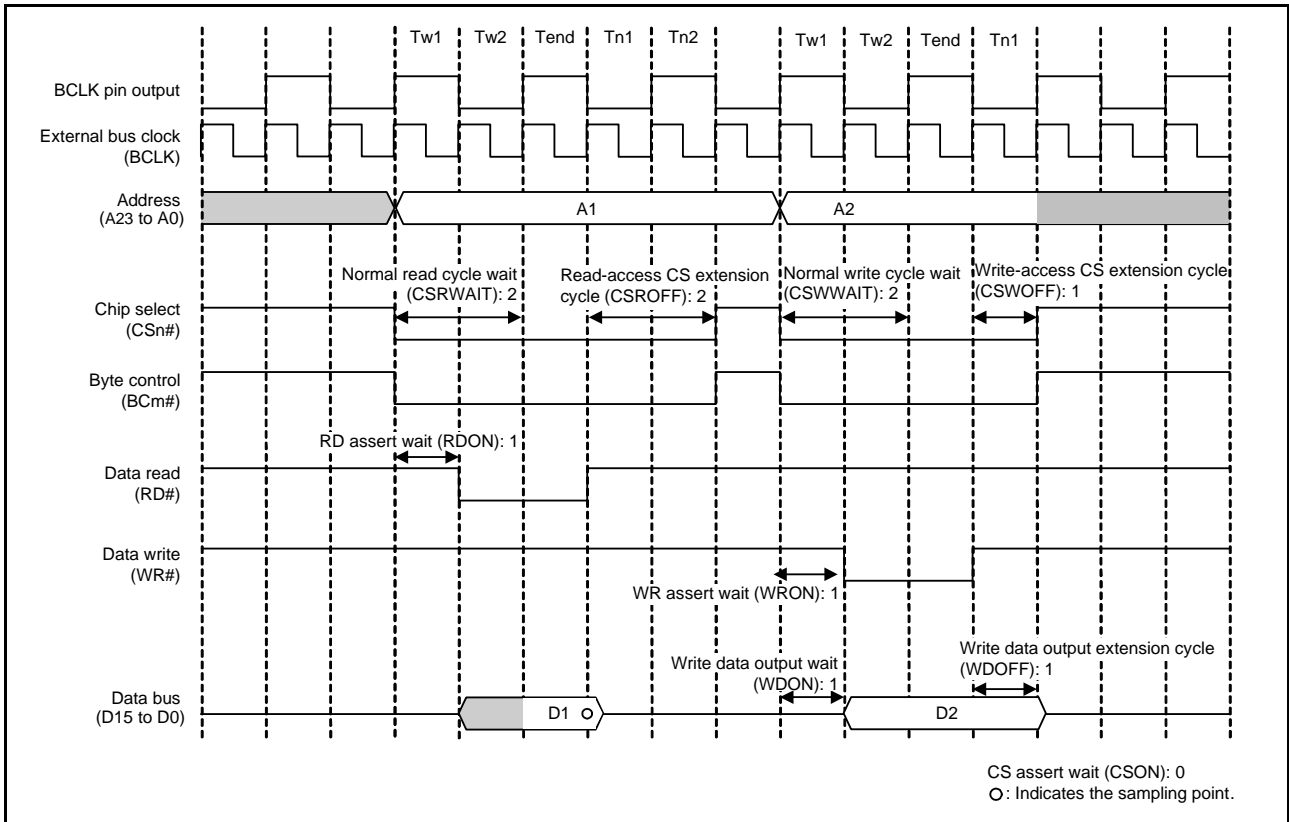 Tw1 Tw2 Tend Tn1 Tn2 Tw1 Tw2 Tend Tn1
BCLK pin output
External bus clock
(BCLK)
Address
(A23 to A0)
A1
A2
Normal read cycle wait
(CSRWAIT): 2
Read-access CS extension
cycle (CSROFF): 2
Normal write cycle wait
(CSWWAIT): 2
Write-access CS extension cycle
(CSWOFF): 1
Chip select
(CSn#)
Byte control
(BCm#)
RD assert wait (RDON): 1
Data read
(RD#)
Data write
(WR#)
WR assert wait (WRON): 1
Write data output wait
(WDON): 1
Write data output extension cycle
(WDOFF): 1
Data bus
(D15 to D0)
D1
D2
CS assert wait (CSON): 0
O: Indicates the sampling point.